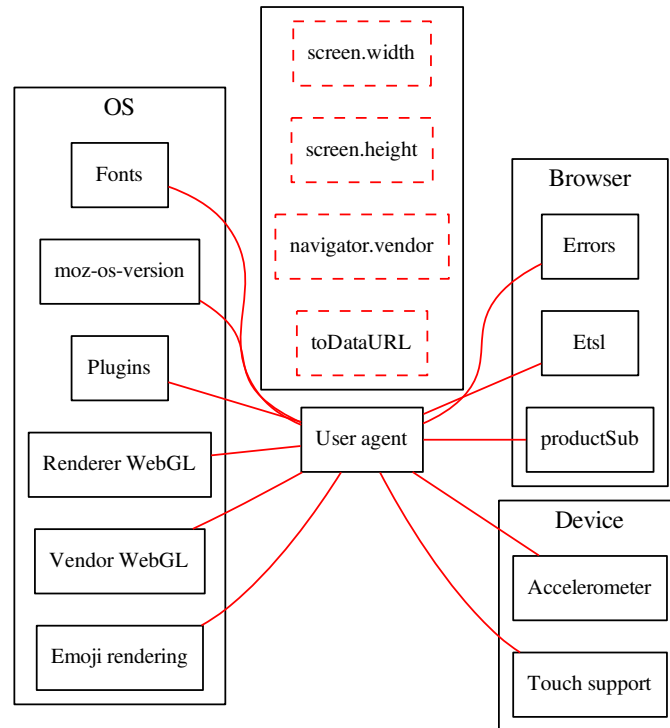 OS
Fonts
moz-os-version
Plugins
Renderer WebGL
Vendor WebGL
Emoji rendering
screen.width
screen.height
navigator.vendor
toDataURL
User agent
Browser
Errors
Etsl
productSub
Device
Accelerometer
Touch support